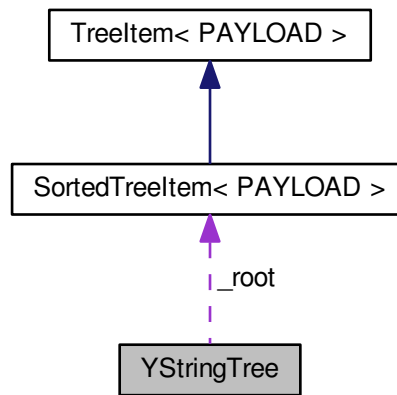 TreeItem< PAYLOAD >
SortedTreeItem< PAYLOAD >
_root
YStringTree